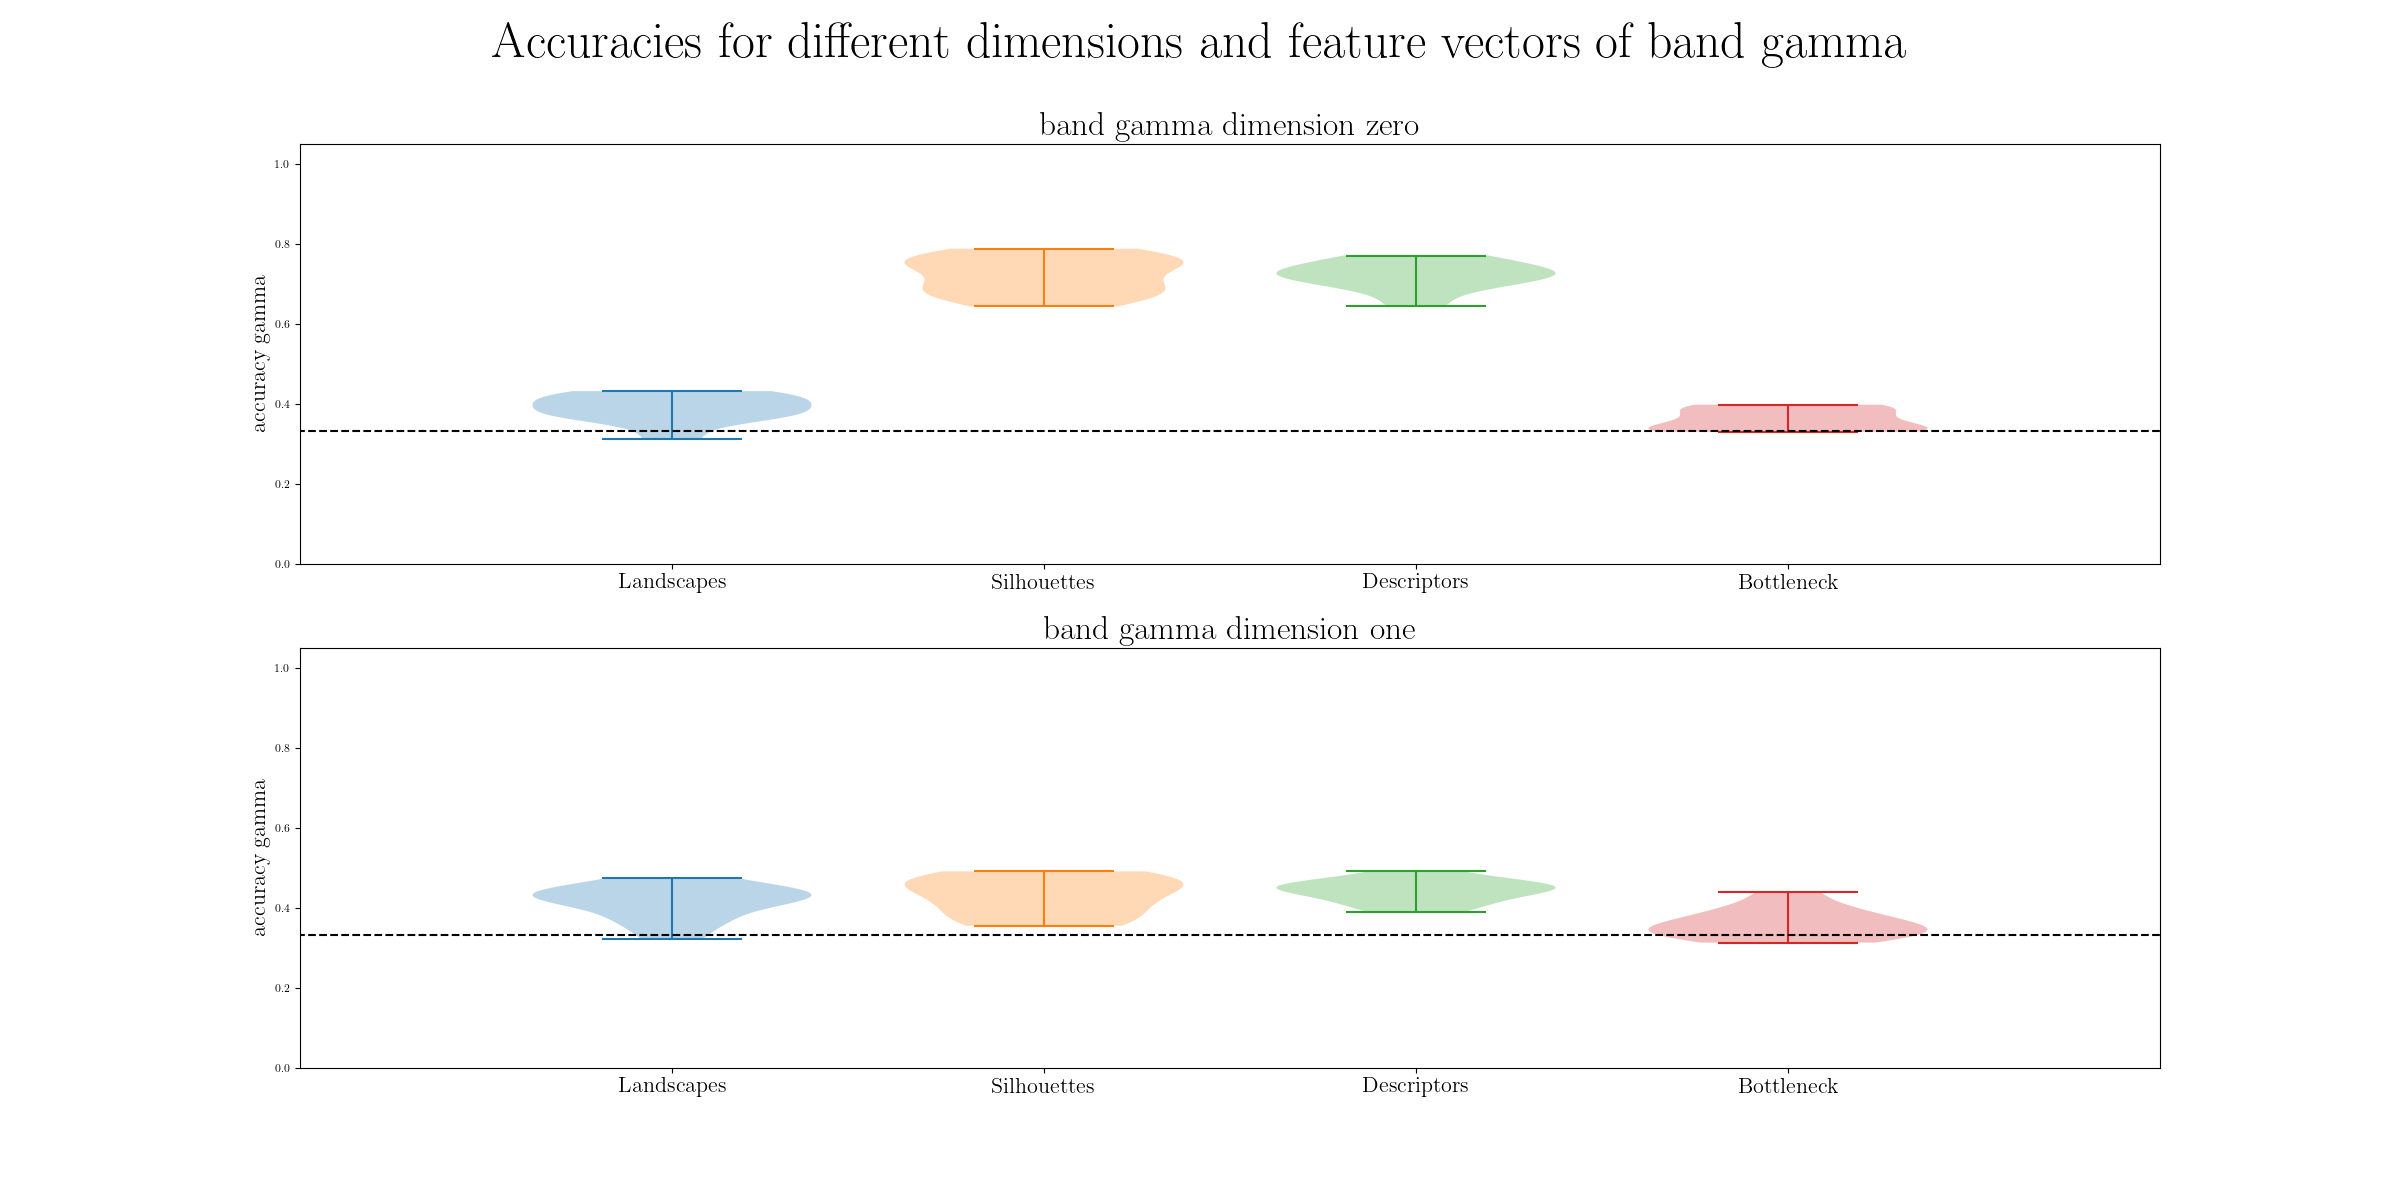 Accuracies for different dimensions and feature vectors of band gamma
band gamma dimension zero
1.0
0.8
0.6
0.4
0.2
0.0
accuracy gamma
Landscapes Silhouettes Descriptors Bottleneck
band gamma dimension one
1.0
0.8
0.6
0.4
0.2
0.0
accuracy gamma
Landscapes Silhouettes Descriptors Bottleneck